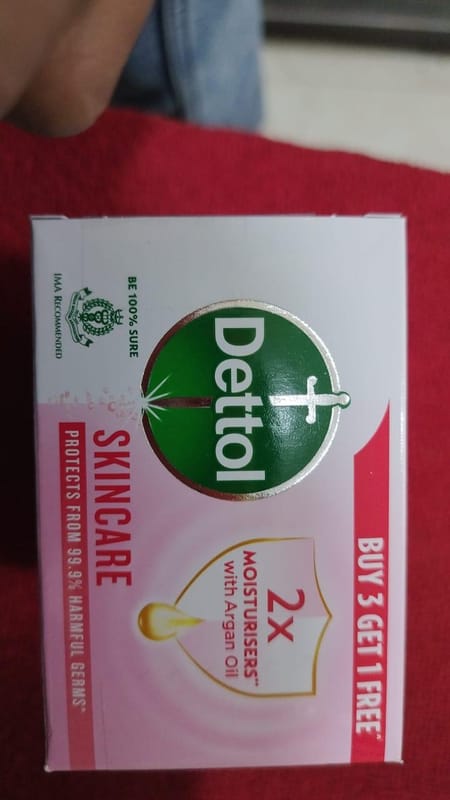 BUY 3 GET 1 FREE^
Dettol
2X
MOISTURISERS**
with Argan Oil
BE 100% SURE
IMA RECOMMENDED
SKINCARE
PROTECTS FROM 99.9% HARMFUL GERMS^